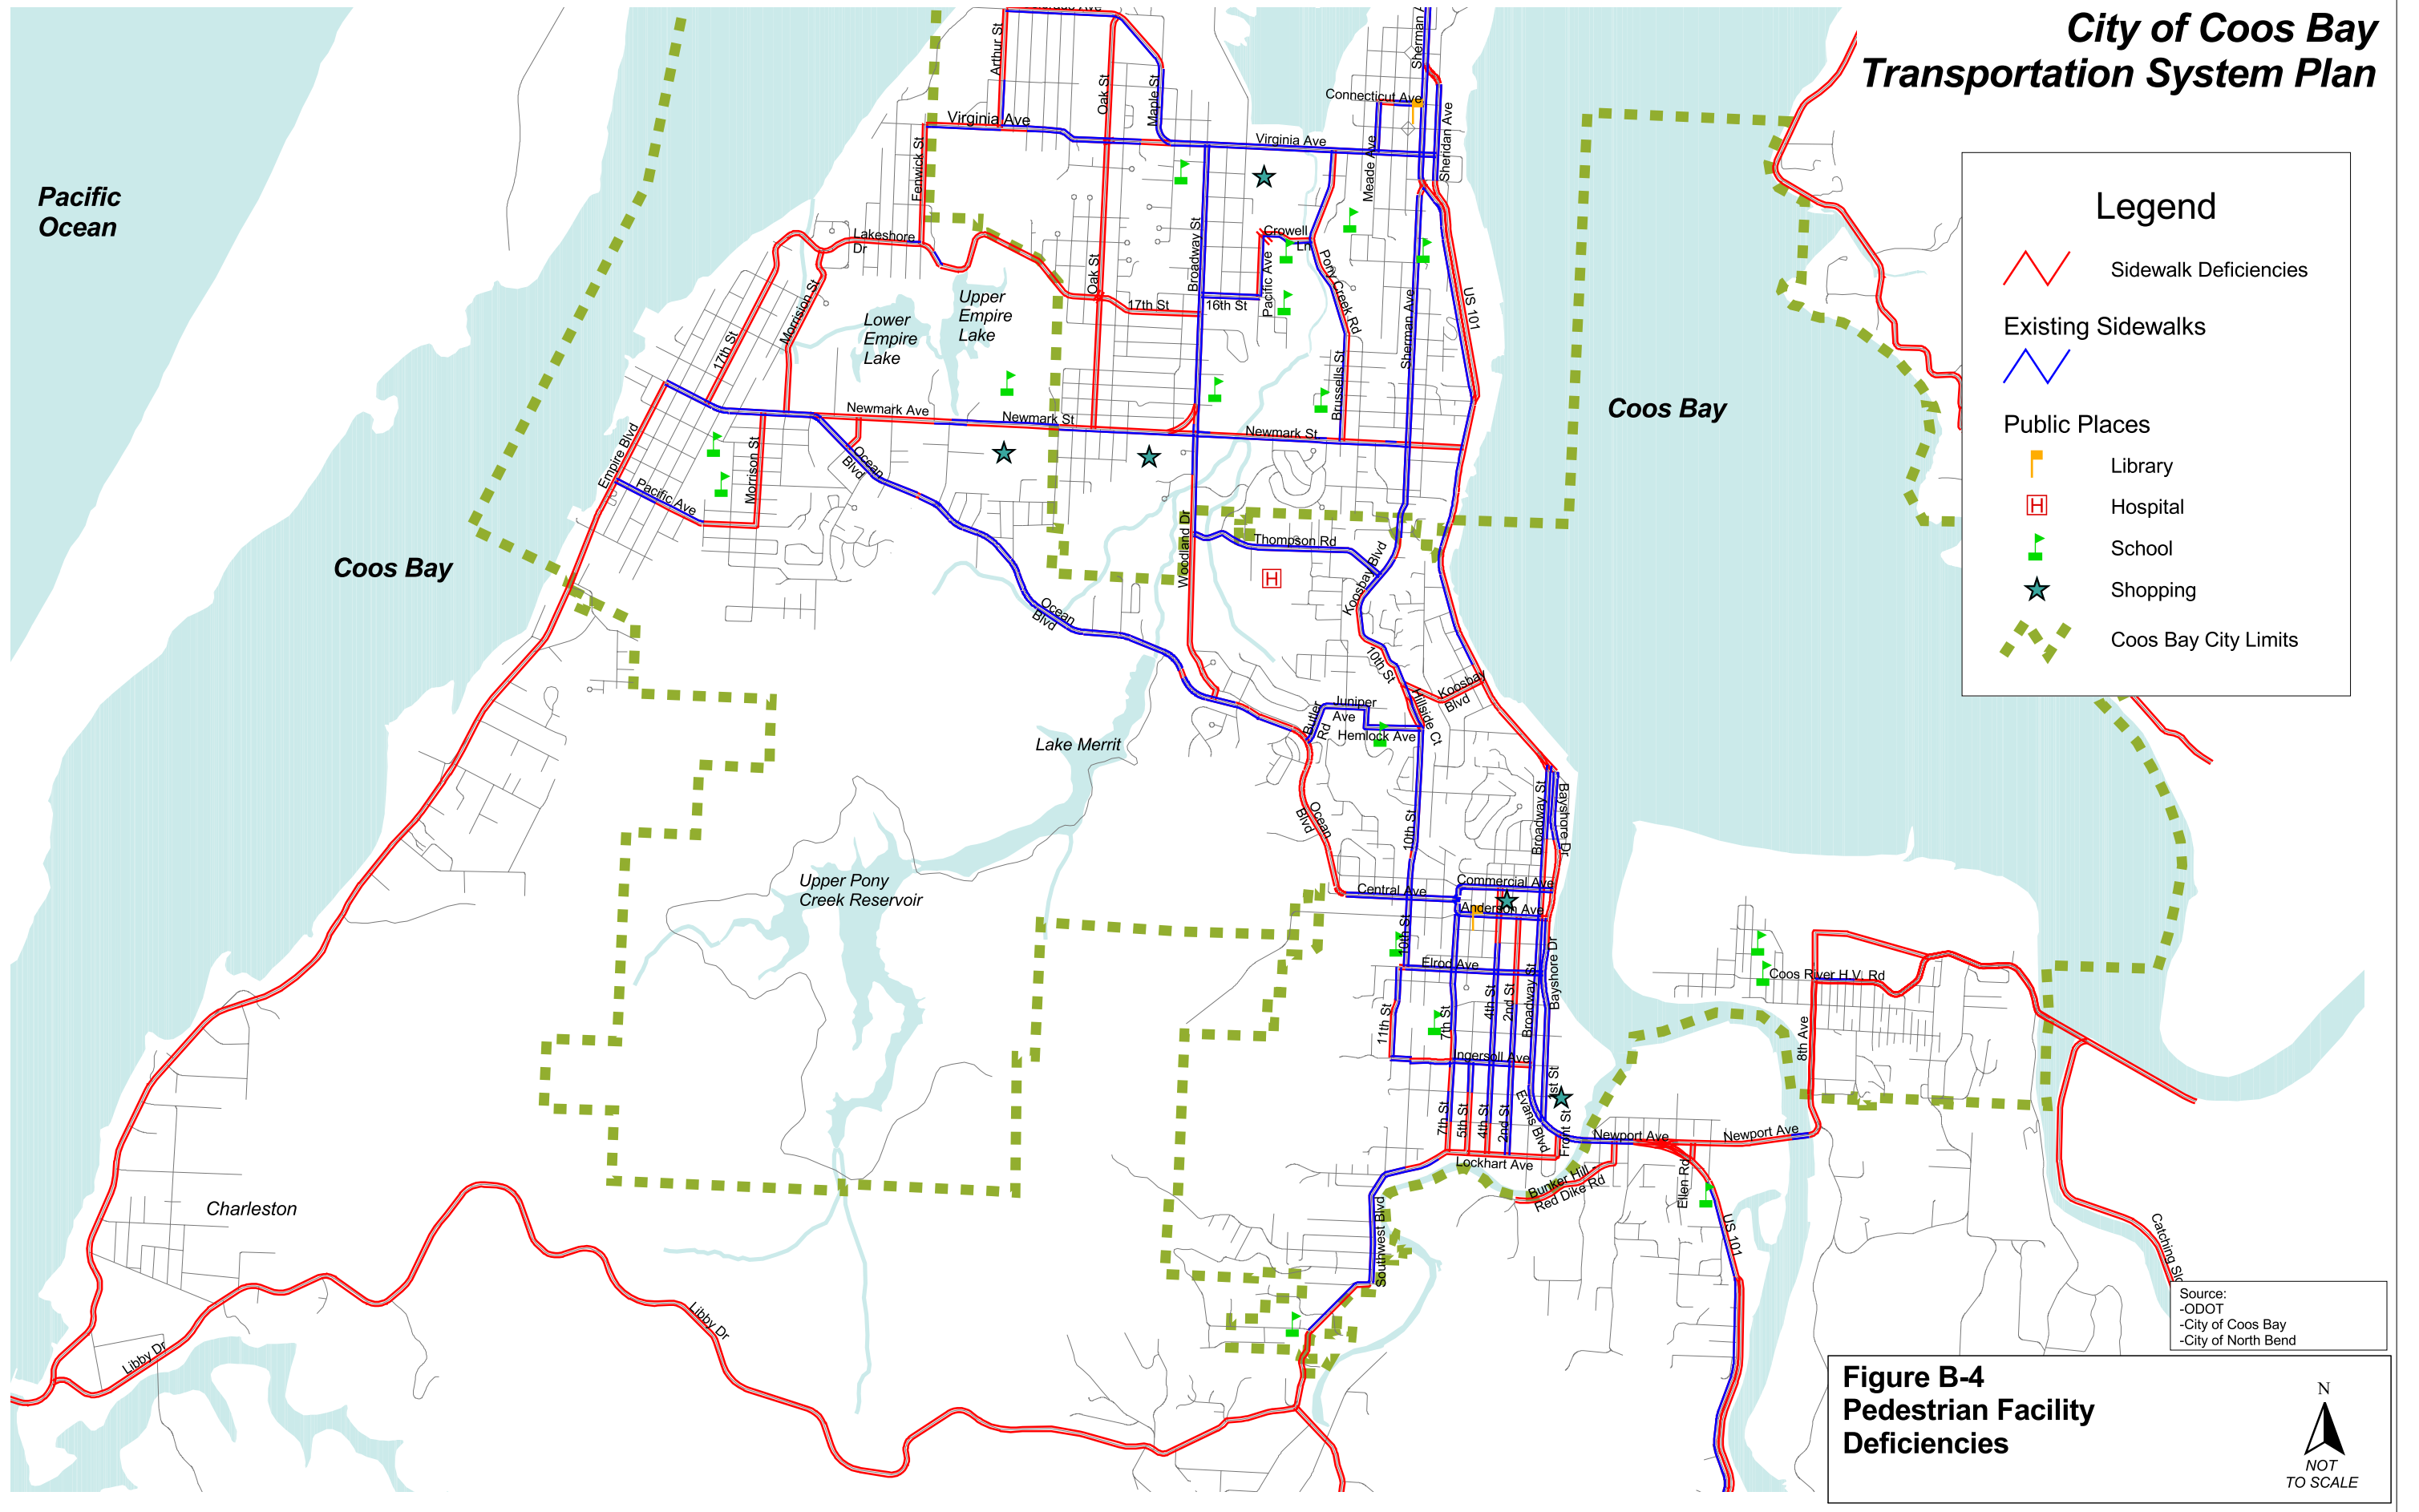 City of Coos Bay
Transportation System Plan
Legend
Sidewalk Deficiencies
Existing Sidewalks
Public Places
Library
H
Hospital
School
Shopping
Coos Bay City Limits
Pacific
Ocean
Arthur St
Oak St
Maple St
Sherman
Connecticut Ave
Virginia Ave
Virginia Ave
Meade Ave
Sheridan Ave
Fenwick St
Lakeshore
Dr
Broadway St
Crowell
Ln
Pacific Ave
Pony Creek Rd
Oak St
17th St
16th St
US 101
Sherman Ave
Brussells St
Upper
Empire
Lake
Lower
Empire
Lake
17th St
Morrision St
Newmark Ave
Newmark St
Newmark St
Coos Bay
Empire Blvd
Pacific Ave
Morrison St
Ocean
Blvd
Coos Bay
Woodland Dr
Thompson Rd
H
Koosbay Blvd
Ocean
Blvd
10th St
Koosbay
Blvd
Hillside Ct
Juniper
Ave
Butler
Rd
Hemlock Ave
Lake Merrit
Ocean
Blvd
10th St
Broadway St
Bayshore Dr
Upper Pony
Creek Reservoir
Central Ave
Commercial Ave
Anderson Ave
10th St
Elrod Ave
11th St
7th St
4th St
2nd St
Broadway St
Bayshore Dr
Ingersoll Ave
7th St
5th St
4th St
2nd St
Evans Blvd
1st St
Front St
Lockhart Ave
Coos River H.V. Rd
8th Ave
Newport Ave
Newport Ave
Bunker Hill
Red Dike Rd
Ellen Rd
US 101
Southwest Blvd
Catching Slo
Charleston
Libby Dr
Libby Dr
Source:
-ODOT
-City of Coos Bay
-City of North Bend
Figure B-4
Pedestrian Facility
Deficiencies
N
NOT
TO SCALE